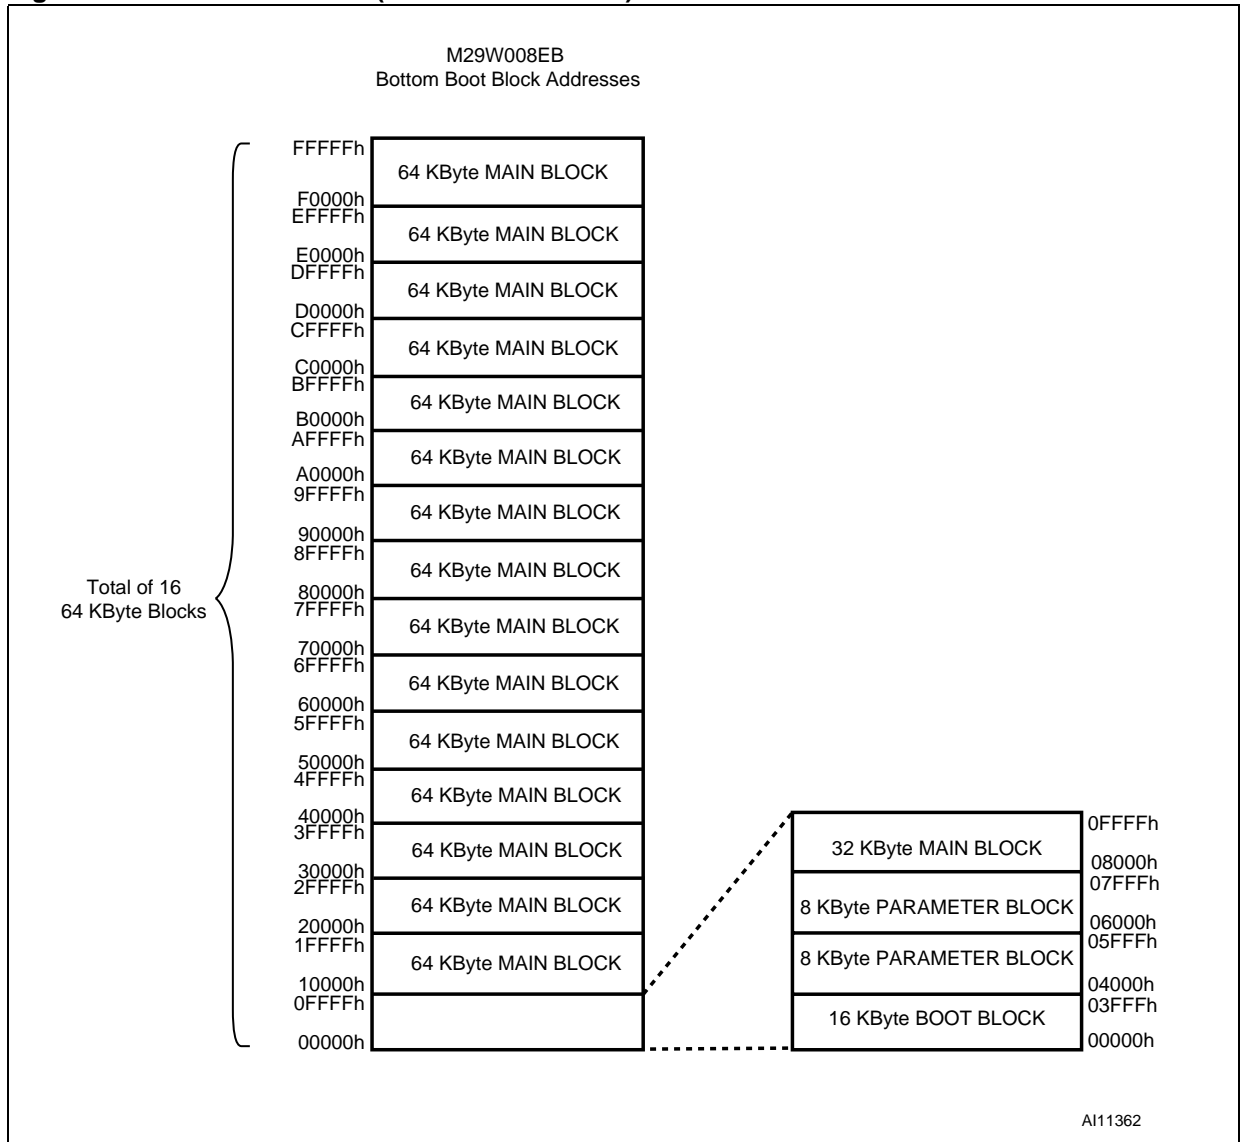 M29W008EB
Bottom Boot Block Addresses
FFFFFh
64 KByte MAIN BLOCK
F0000h
EFFFFh
64 KByte MAIN BLOCK
E0000h
DFFFFh
64 KByte MAIN BLOCK
D0000h
CFFFFh
64 KByte MAIN BLOCK
C0000h
BFFFFh
64 KByte MAIN BLOCK
B0000h
AFFFFh
64 KByte MAIN BLOCK
A0000h
9FFFFh
64 KByte MAIN BLOCK
90000h
8FFFFh
64 KByte MAIN BLOCK
80000h
7FFFFh
64 KByte MAIN BLOCK
70000h
6FFFFh
64 KByte MAIN BLOCK
60000h
5FFFFh
64 KByte MAIN BLOCK
50000h
4FFFFh
64 KByte MAIN BLOCK
40000h
3FFFFh
64 KByte MAIN BLOCK
30000h
2FFFFh
64 KByte MAIN BLOCK
20000h
1FFFFh
64 KByte MAIN BLOCK
10000h
0FFFFh
00000h
Total of 16
64 KByte Blocks
0FFFFh
32 KByte MAIN BLOCK
08000h
07FFFh
8 KByte PARAMETER BLOCK
06000h
05FFFh
8 KByte PARAMETER BLOCK
04000h
03FFFh
16 KByte BOOT BLOCK
00000h
AI11362